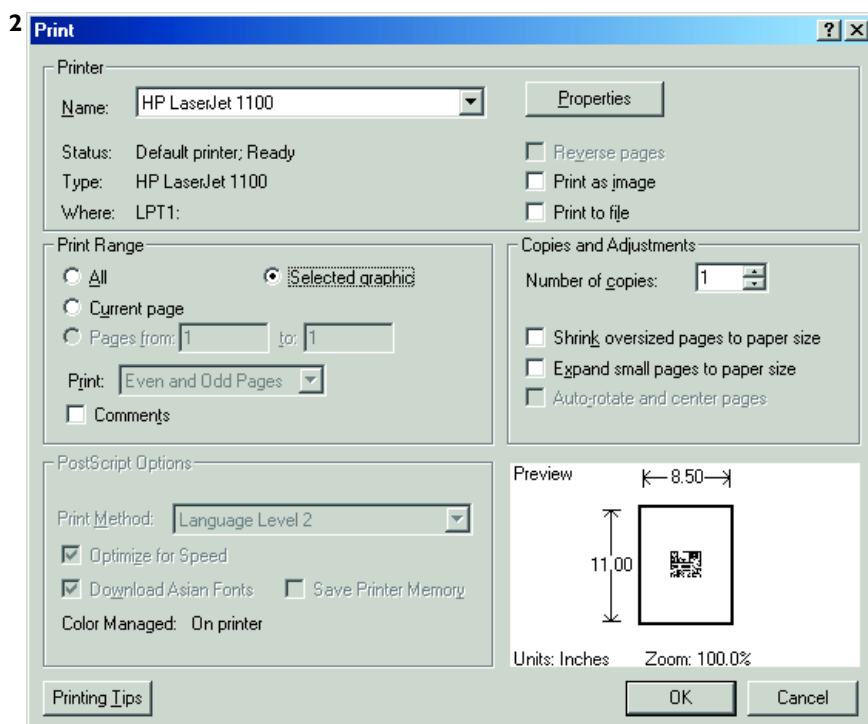 2
Print
Printer
Name: HP LaserJet 1100
Properties
Status: Default printer; Ready
Type: HP LaserJet 1100
Where: LPT1:
Reverse pages
Print as image
Print to file
Print Range
All
Selected graphic
Current page
Pages from: 1 to: 1
Print: Even and Odd Pages
Comments
Copies and Adjustments
Number of copies: 1
Shrink oversized pages to paper size
Expand small pages to paper size
Auto-rotate and center pages
PostScript Options
Print Method: Language Level 2
Optimize for Speed
Download Asian Fonts
Save Printer Memory
Color Managed: On printer
Preview
8.50
11.00
Units: Inches Zoom: 100.0%
Printing Tips
OK
Cancel